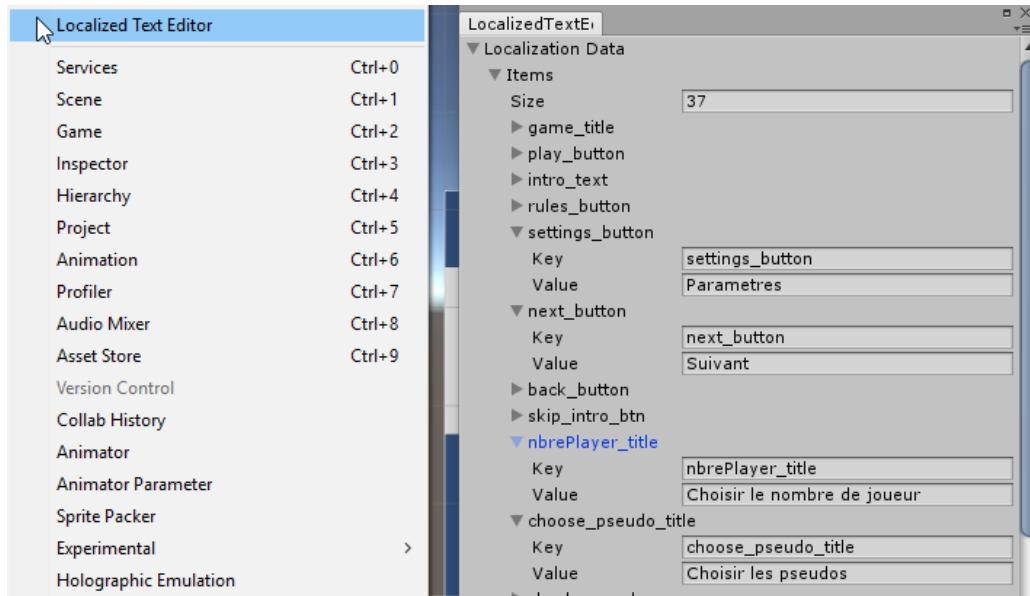 Localized Text Editor
Services Ctrl+0
Scene Ctrl+1
Game Ctrl+2
Inspector Ctrl+3
Hierarchy Ctrl+4
Project Ctrl+5
Animation Ctrl+6
Profiler Ctrl+7
Audio Mixer Ctrl+8
Asset Store Ctrl+9
Version Control
Collab History
Animator
Animator Parameter
Sprite Packer
Experimental
Holographic Emulation
LocalizedTextE
Localization Data
Items
Size 37
game_title
play_button
intro_text
rules_button
settings_button
Key settings_button
Value Parametres
next_button
Key next_button
Value Suivant
back_button
skip_intro_btn
nbrePlayer_title
Key nbrePlayer_title
Value Choisir le nombre de joueur
choose_pseudo_title
Key choose_pseudo_title
Value Choisir les pseudos